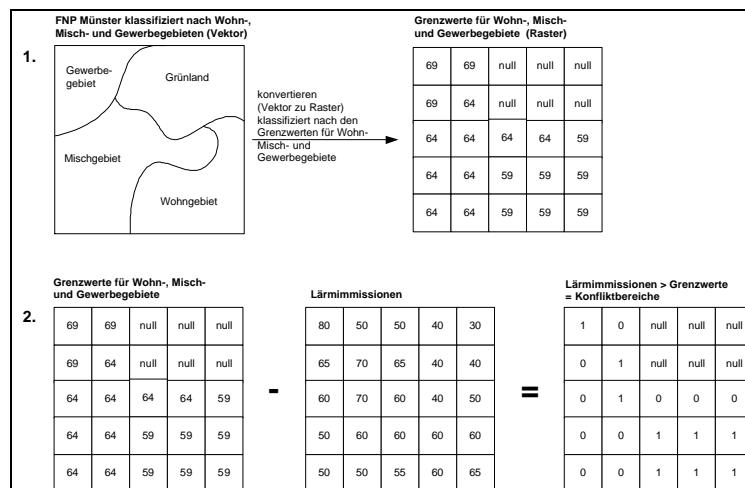 FNP Münster klassifiziert nach Wohn-,
Misch- und Gewerbegebieten (Vektor)
Grenzwerte für Wohn-, Misch-
und Gewerbegebiete (Raster)
1.
Gewerbe-
gebiet
Grünland
Mischgebiet
Wohngebiet
konvertieren
(Vektor zu Raster)
klassifiziert nach den
Grenzwerten für Wohn-
Misch- und
Gewerbegebiete
69 69 null null null
69 64 null null null
64 64 64 64 59
64 64 59 59 59
64 64 59 59 59
2.
Grenzwerte für Wohn-, Misch-
und Gewerbegebiete
69 69 null null null
69 64 null null null
64 64 64 64 59
64 64 59 59 59
64 64 59 59 59
-
Lärmimmissionen
80 50 50 40 30
65 70 65 40 40
60 70 60 40 50
50 60 60 60 60
50 50 55 60 65
=
Lärmimmissionen > Grenzwerte
= Konfliktbereiche
1 0 null null null
0 1 null null null
0 1 0 0 0
0 0 1 1 1
0 0 1 1 1